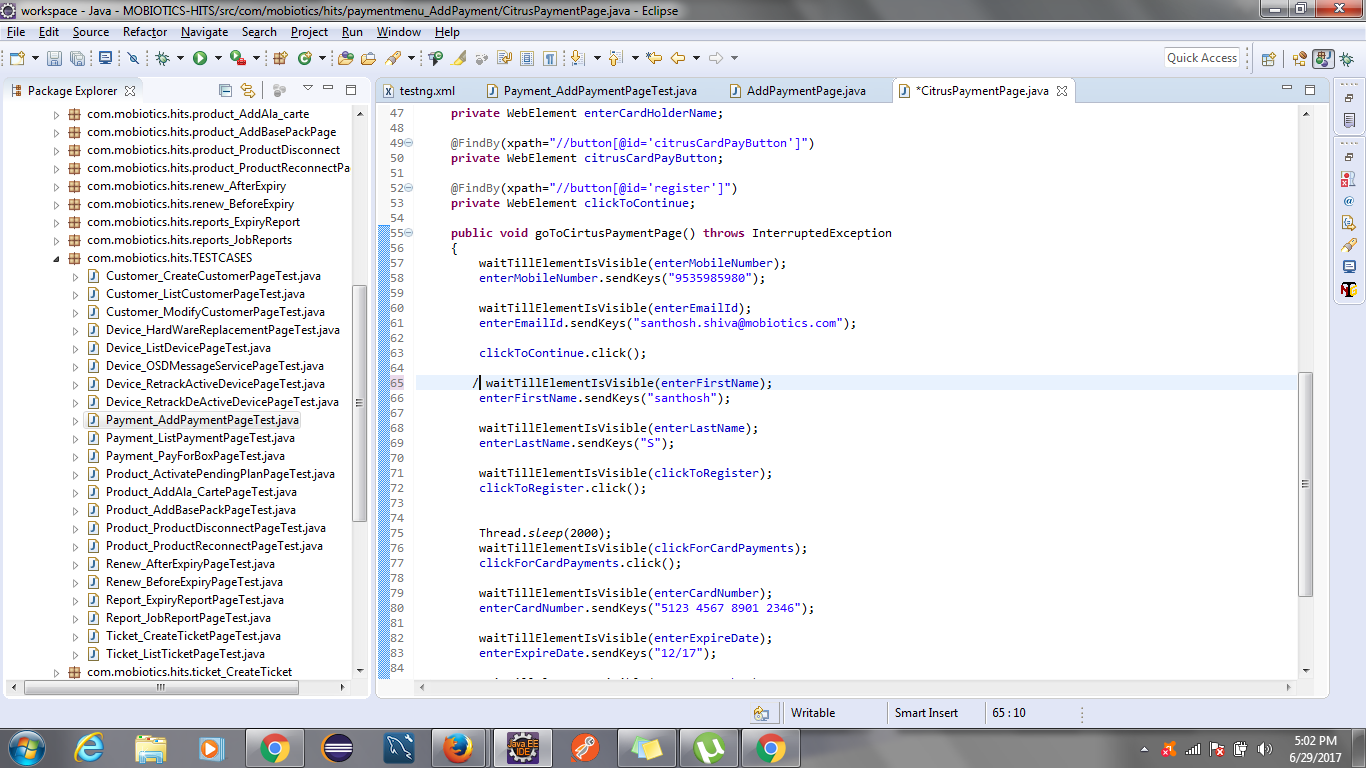 workspace - Java - MOBIOTICS-HITS/src/com/mobiotics/hits/paymentmenu_AddPayment/CitrusPaymentPage.java - Eclipse
File Edit Source Refactor Navigate Search Project Run Window Help
Quick Access
Package Explorer
testng.xml
Payment_AddPaymentPageTest.java
AddPaymentPage.java
*CitrusPaymentPage.java
com.mobiotics.hits.product_AddAla_carte
com.mobiotics.hits.product_AddBasePackPage
com.mobiotics.hits.product_ProductDisconnect
com.mobiotics.hits.product_ProductReconnectPa
com.mobiotics.hits.renew_AfterExpiry
com.mobiotics.hits.renew_BeforeExpiry
com.mobiotics.hits.reports_ExpiryReport
com.mobiotics.hits.reports_JobReports
com.mobiotics.hits.TESTCASES
Customer_CreateCustomerPageTest.java
Customer_ListCustomerPageTest.java
Customer_ModifyCustomerPageTest.java
Device_HardWareReplacementPageTest.java
Device_ListDevicePageTest.java
Device_OSDMessageServicePageTest.java
Device_RetrackActiveDevicePageTest.java
Device_RetrackDeActiveDevicePageTest.java
Payment_AddPaymentPageTest.java
Payment_ListPaymentPageTest.java
Payment_PayForBoxPageTest.java
Product_ActivatePendingPlanPageTest.java
Product_AddAla_CartePageTest.java
Product_AddBasePackPageTest.java
Product_ProductDisconnectPageTest.java
Product_ProductReconnectPageTest.java
Renew_AfterExpiryPageTest.java
Renew_BeforeExpiryPageTest.java
Report_ExpiryReportPageTest.java
Report_JobReportPageTest.java
Ticket_CreateTicketPageTest.java
Ticket_ListTicketPageTest.java
com.mobiotics.hits.ticket_CreateTicket
47 private WebElement enterCardHolderName;
48
49 @FindBy(xpath="//button[@id='citrusCardPayButton']")
50 private WebElement citrusCardPayButton;
51
52 @FindBy(xpath="//button[@id='register']")
53 private WebElement clickToContinue;
54
55 public void goToCirtusPaymentPage() throws InterruptedException
56 {
57 waitTillElementIsVisible(enterMobileNumber);
58 enterMobileNumber.sendKeys("9535985980");
59
60 waitTillElementIsVisible(enterEmailId);
61 enterEmailId.sendKeys("santhosh.shiva@mobiotics.com");
62
63 clickToContinue.click();
64
65 / waitTillElementIsVisible(enterFirstName);
66 enterFirstName.sendKeys("santhosh");
67
68 waitTillElementIsVisible(enterLastName);
69 enterLastName.sendKeys("S");
70
71 waitTillElementIsVisible(clickToRegister);
72 clickToRegister.click();
73
74
75 Thread.sleep(2000);
76 waitTillElementIsVisible(clickForCardPayments);
77 clickForCardPayments.click();
78
79 waitTillElementIsVisible(enterCardNumber);
80 enterCardNumber.sendKeys("5123 4567 8901 2346");
81
82 waitTillElementIsVisible(enterExpireDate);
83 enterExpireDate.sendKeys("12/17");
84
Writable
Smart Insert
65 : 10
Java EE
IDE
5:02 PM
6/29/2017